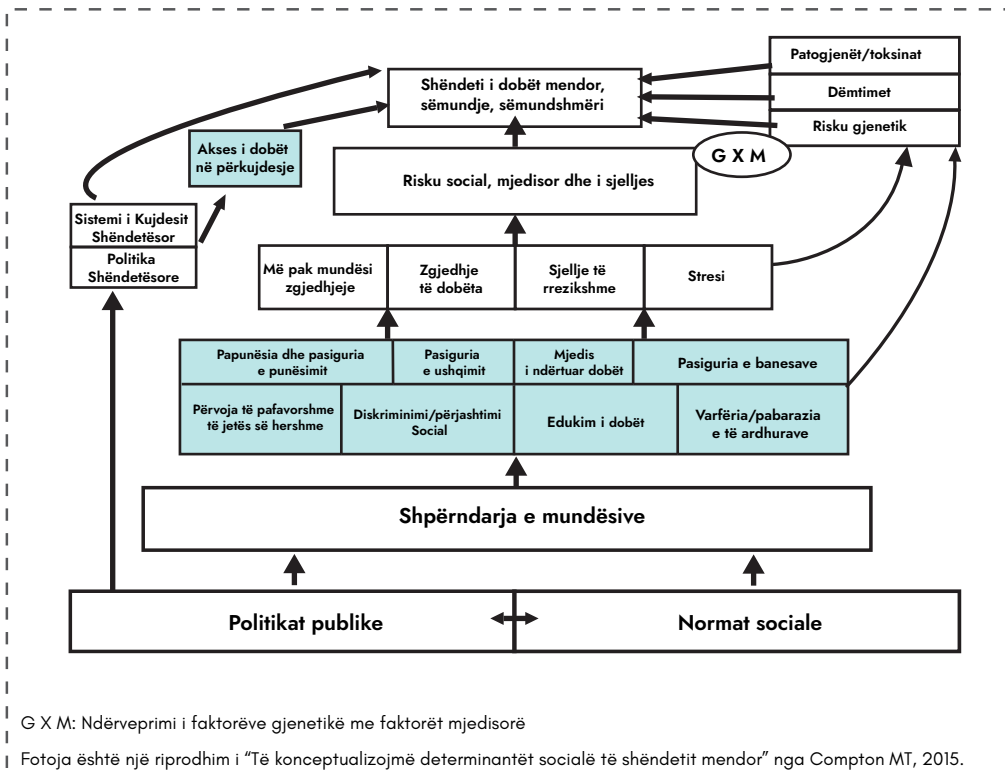 Patogjenët/toksinat
Shëndeti i dobët mendor,
sëmundje, sëmundshmëri
Dëmtimet
Risku gjenetik
Akses i dobët
në përkujdesje
G X M
Risku social, mjedisor dhe i sjelljes
Sistemi i Kujdesit
Shëndetësor
Politika
Shëndetësore
Më pak mundësi
zgjedhjeje
Zgjedhje
të dobëta
Sjellje të
rrezikshme
Stresi
Papunësia dhe pasiguria
e punësimit
Pasiguria
e ushqimit
Mjedis
i ndërtuar dobët
Pasiguria e banesave
Përvoja të pafavorshme
të jetës së hershme
Diskriminimi/përjashtimi
Social
Edukim i dobët
Varfëria/pabarazia
e të ardhurave
Shpërndarja e mundësive
Politikat publike
Normat sociale
G X M: Ndërveprimi i faktorëve gjenetikë me faktorët mjedisorë
Fotoja është një riprodhim i “Të konceptualizojmë determinantët socialë të shëndetit mendor” nga Compton MT, 2015.